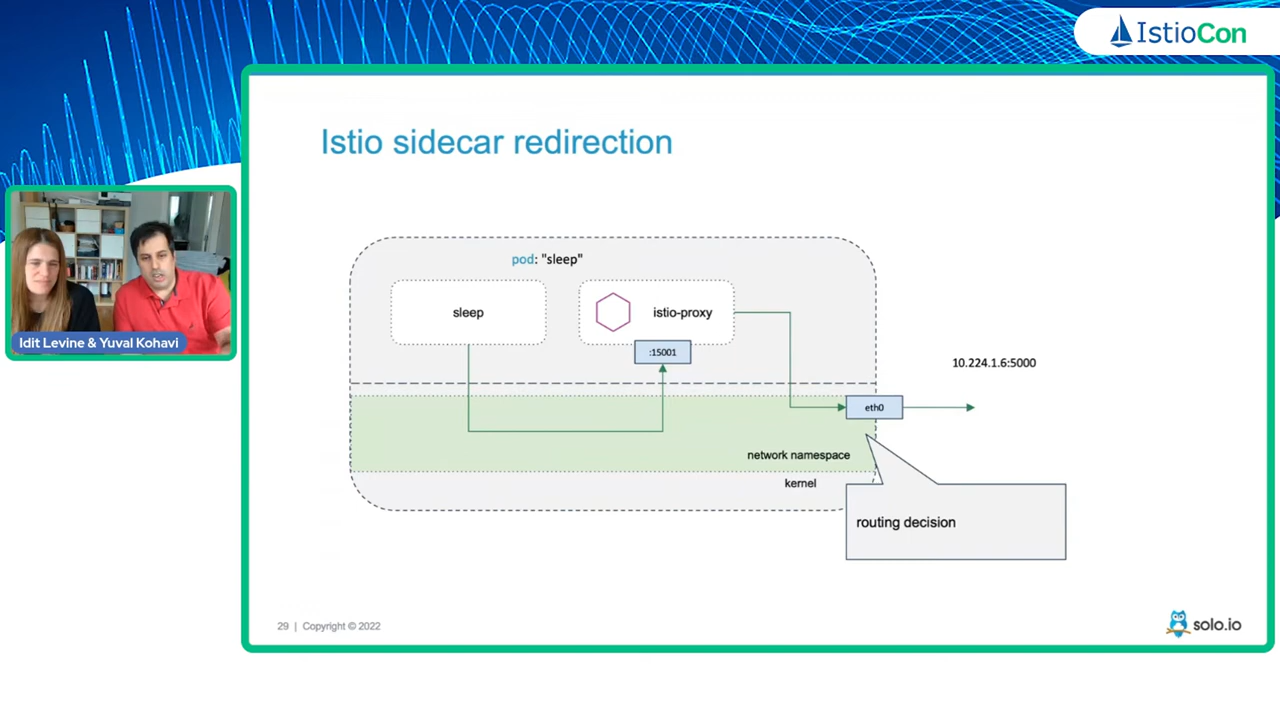 IstioCon
Istio sidecar redirection
pod: "sleep"
sleep
istio-proxy
:15001
10.224.1.6:5000
eth0
network namespace
kernel
routing decision
Idit Levine & Yuval Kohavi
29 | Copyright © 2022
solo.io